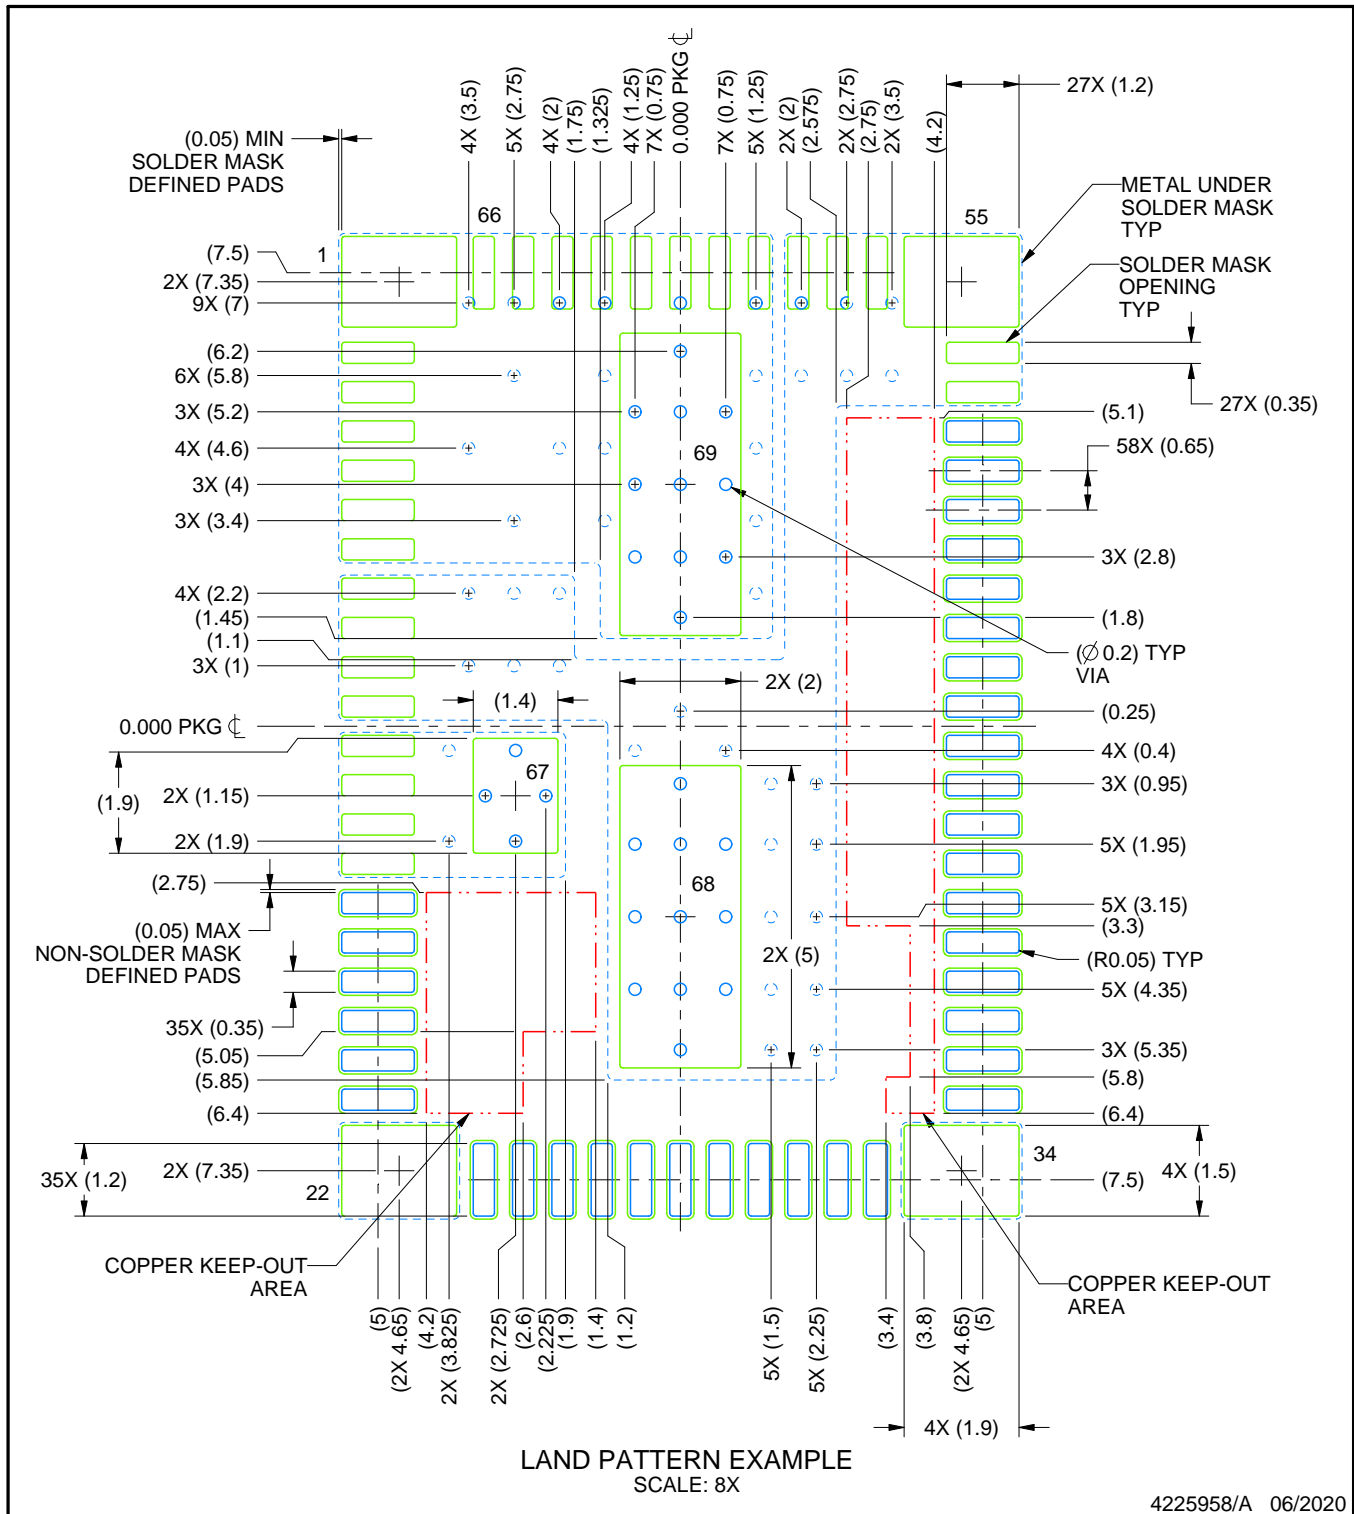 4X (3.5)
5X (2.75)
4X (2)
(1.75)
(1.325)
4X (1.25)
7X (0.75)
0.000 PKG ℄
7X (0.75)
5X (1.25)
2X (2)
(2.575)
2X (2.75)
(2.75)
2X (3.5)
(4.2)
27X (1.2)
(0.05) MIN
SOLDER MASK
DEFINED PADS
METAL UNDER
SOLDER MASK
TYP
SOLDER MASK
OPENING
TYP
1
66
55
(7.5)
2X (7.35)
9X (7)
(6.2)
6X (5.8)
3X (5.2)
4X (4.6)
3X (4)
3X (3.4)
4X (2.2)
(1.45)
(1.1)
3X (1)
0.000 PKG ℄
(1.9)
2X (1.15)
2X (1.9)
(2.75)
(0.05) MAX
NON-SOLDER MASK
DEFINED PADS
35X (0.35)
(5.05)
(5.85)
(6.4)
2X (7.35)
35X (1.2)
22
69
(1.4)
2X (2)
67
68
2X (5)
27X (0.35)
(5.1)
58X (0.65)
3X (2.8)
(1.8)
(∅ 0.2) TYP
VIA
(0.25)
4X (0.4)
3X (0.95)
5X (1.95)
5X (3.15)
(3.3)
(R0.05) TYP
5X (4.35)
3X (5.35)
(5.8)
(6.4)
34
(7.5)
4X (1.5)
COPPER KEEP-OUT
AREA
COPPER KEEP-OUT
AREA
(5)
(2X 4.65)
(4.2)
2X (3.825)
2X (2.725)
(2.6)
(2.225)
(1.9)
(1.4)
(1.2)
5X (1.5)
5X (2.25)
(3.4)
(3.8)
(2X 4.65)
(5)
4X (1.9)
LAND PATTERN EXAMPLE
SCALE: 8X
4225958/A 06/2020